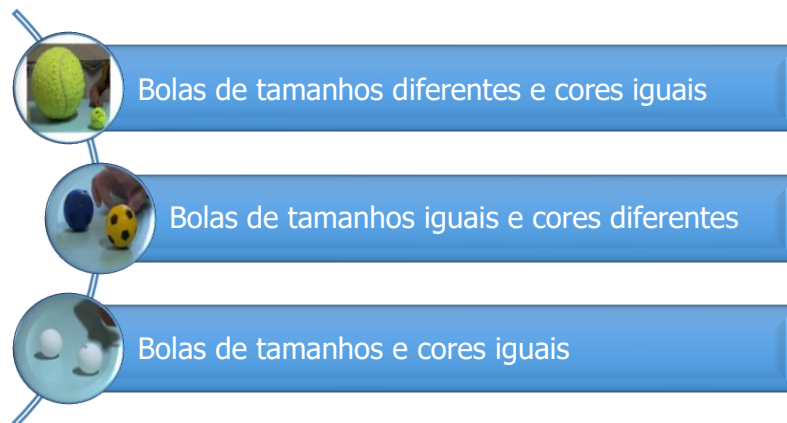 Bolas de tamanhos diferentes e cores iguais
Bolas de tamanhos iguais e cores diferentes
Bolas de tamanhos e cores iguais